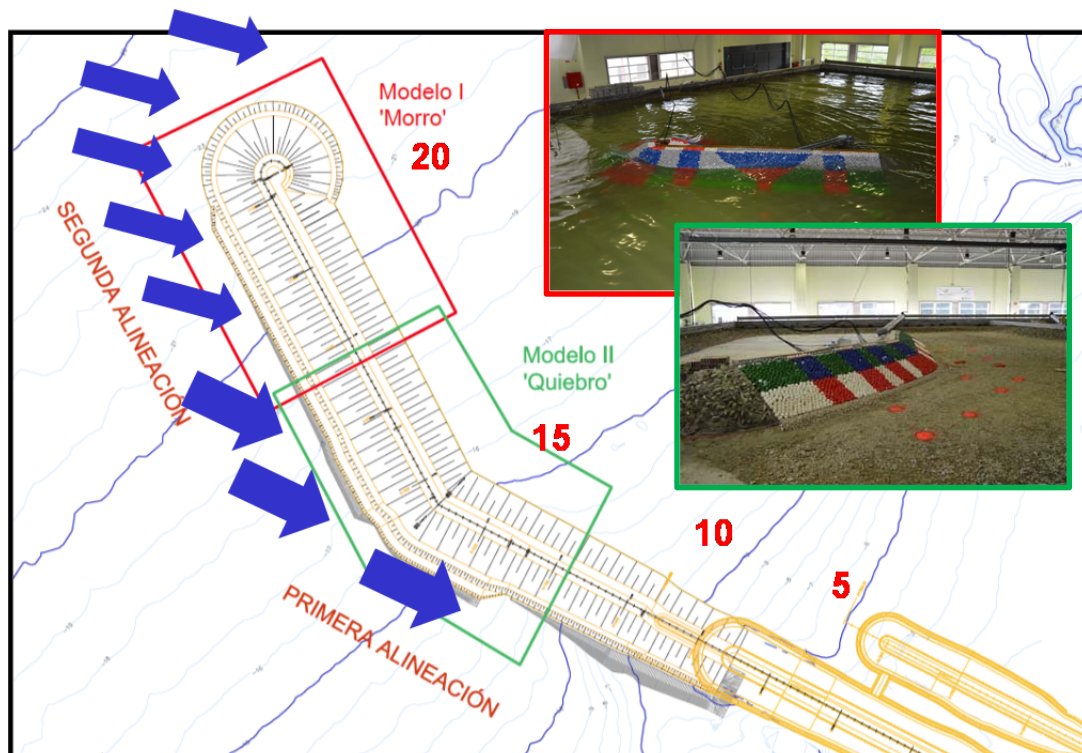 Modelo I
'Morro'
20
SEGUNDA ALINEACIÓN
Modelo II
'Quiebro'
15
10
5
PRIMERA ALINEACIÓN